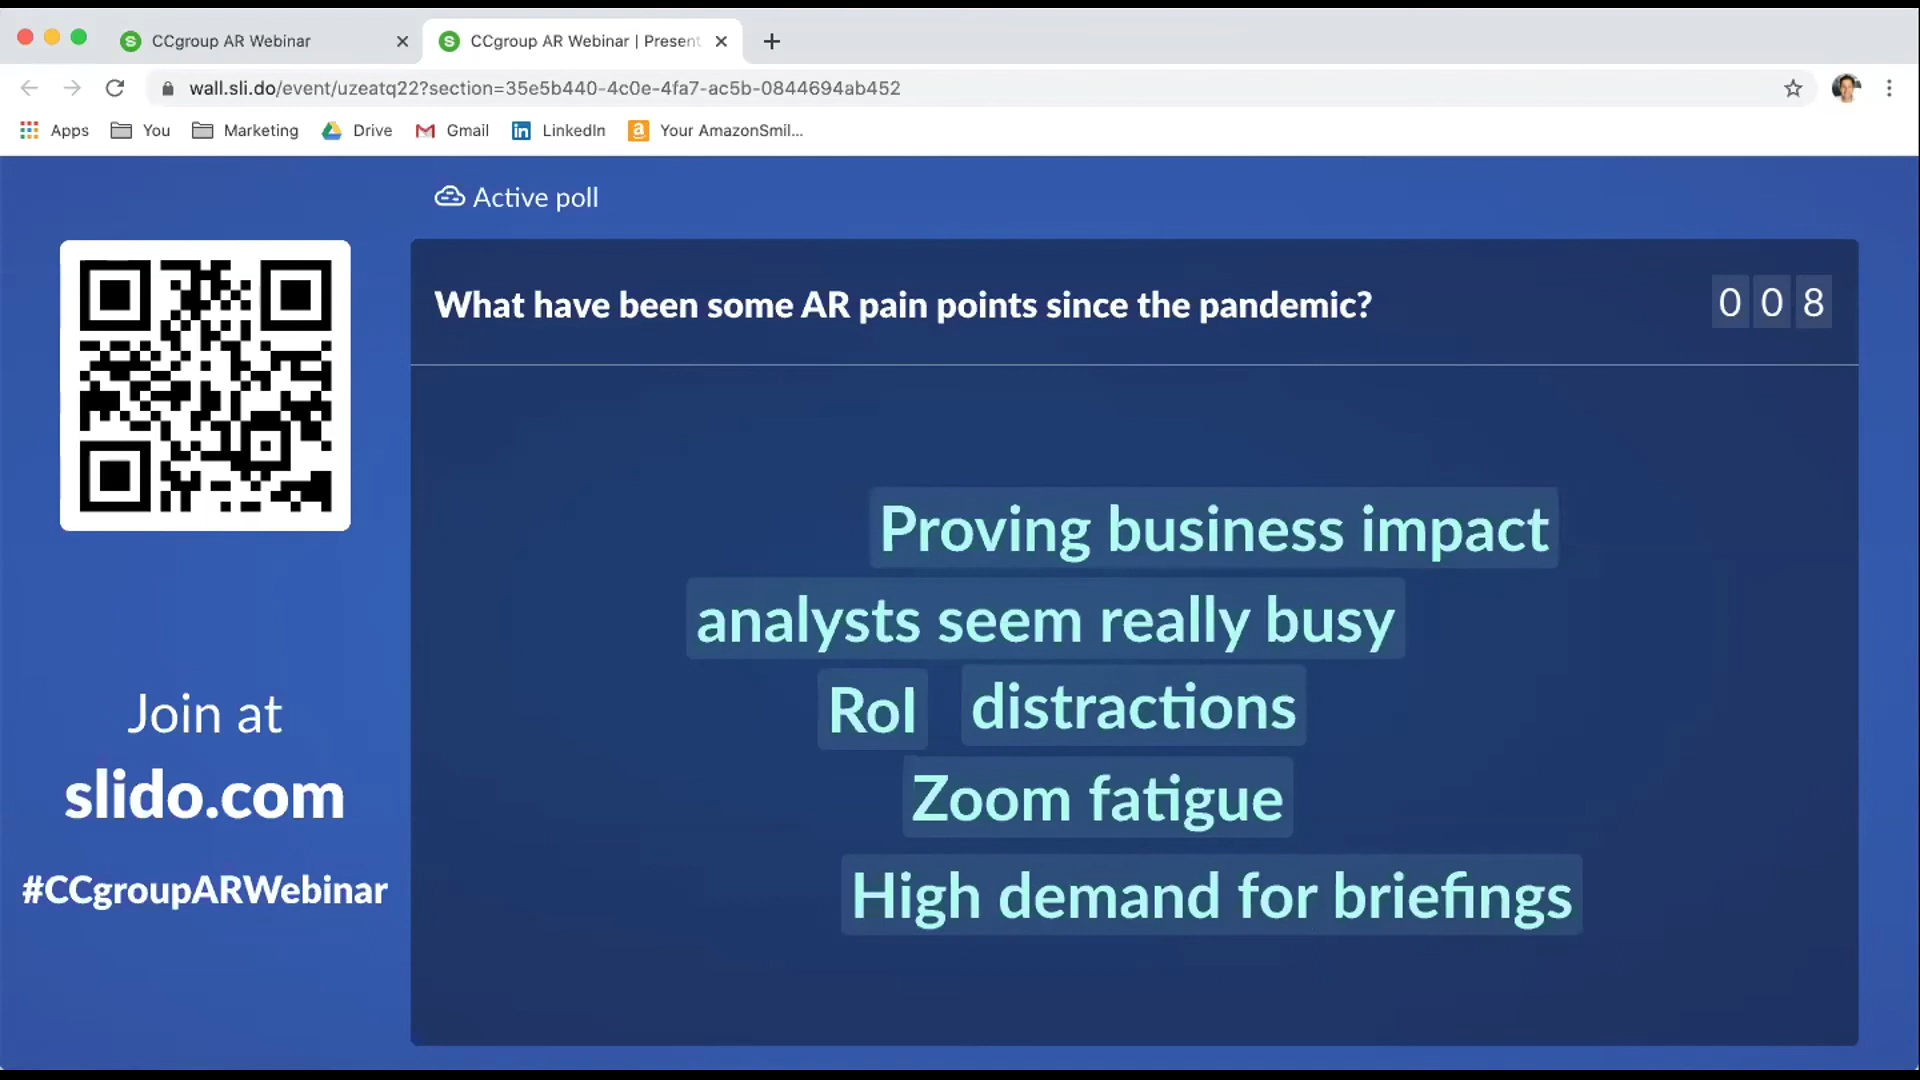 CCgroup AR Webinar
CCgroup AR Webinar | Present
wall.sli.do/event/uzeatq22?section=35e5b440-4c0e-4fa7-ac5b-0844694ab452
Apps You Marketing Drive Gmail LinkedIn Your AmazonSmil...
Active poll
What have been some AR pain points since the pandemic?
0 0 8
Proving business impact
analysts seem really busy
RoI distractions
Zoom fatigue
High demand for briefings
Join at
slido.com
#CCgroupARWebinar